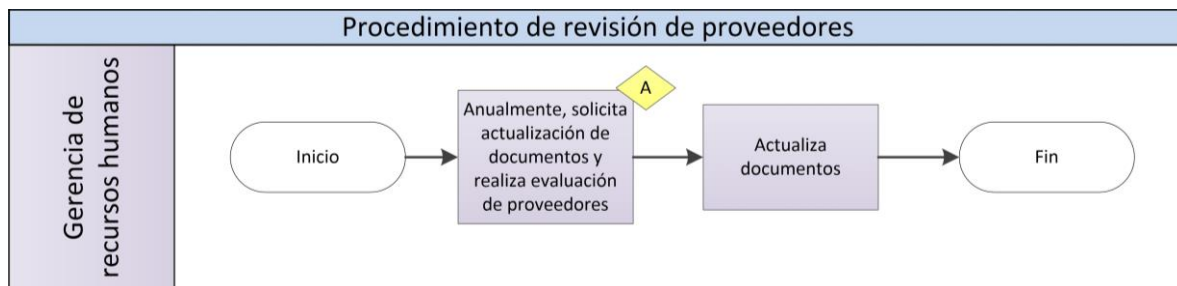 Procedimiento de revisión de proveedores
Gerencia de
recursos humanos
Inicio
Anualmente, solicita
actualización de
documentos y
realiza evaluación
de proveedores
A
Actualiza
documentos
Fin